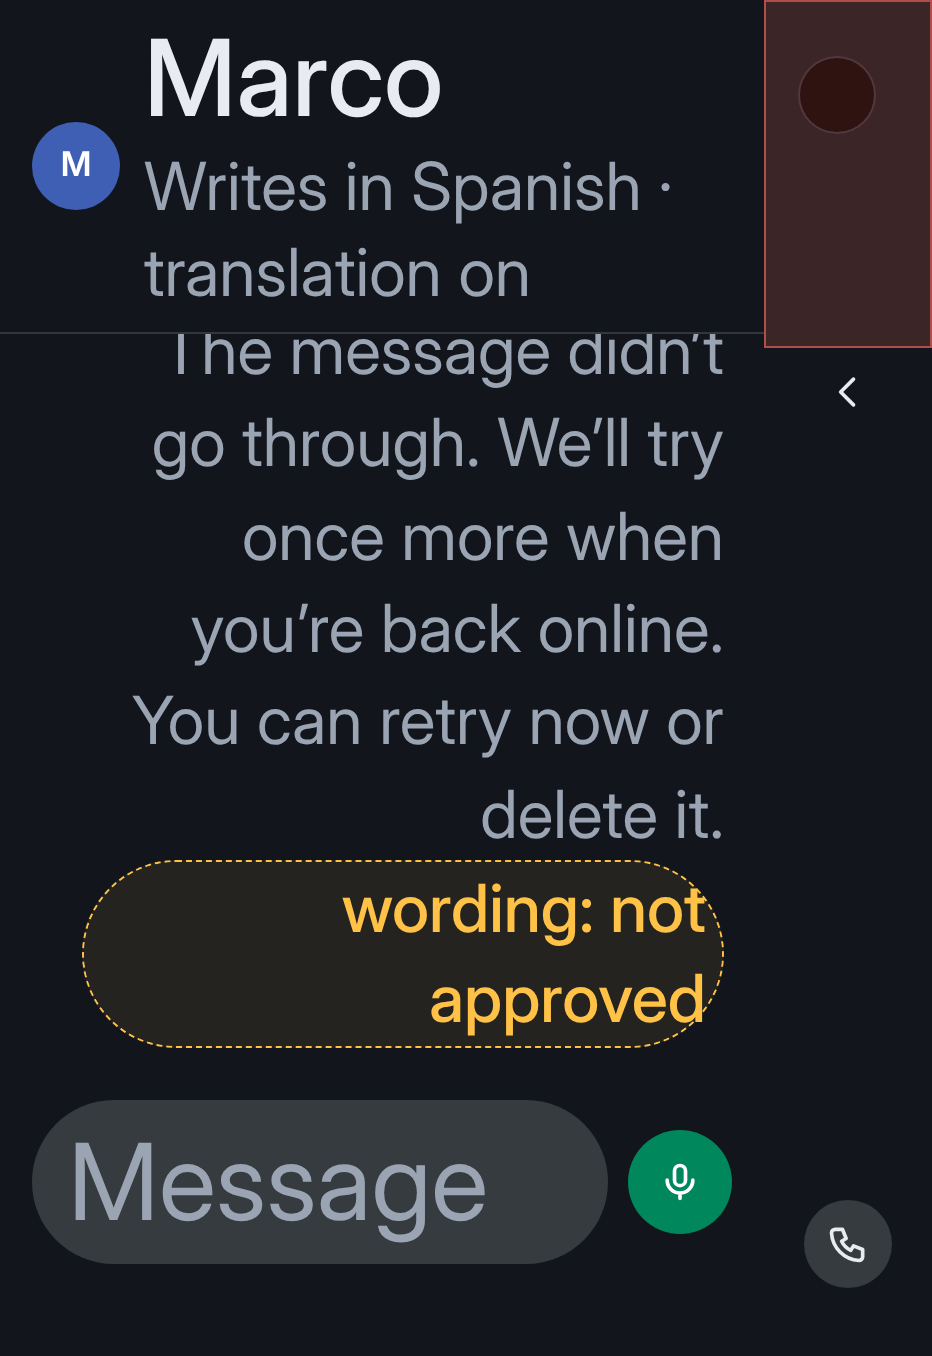 Marco
M
Writes in Spanish ·
translation on
The message didn’t
go through. We’ll try
once more when
you’re back online.
You can retry now or
delete it.
wording: not
approved
Message